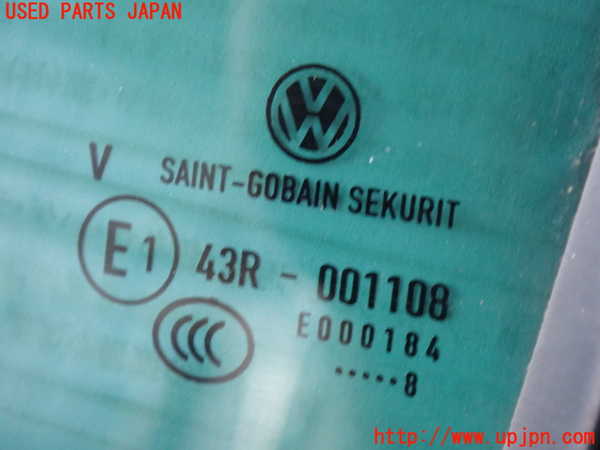 USED PARTS JAPAN
VW
V SAINT-GOBAIN SEKURIT
E1 43R - 001108
CCC E000184
.....8
http://www.upjpn.com/